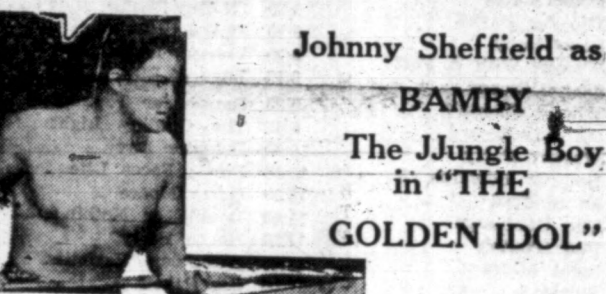 Johnny Sheffield as
BAMBY
The JJungle Boy
in "THE
GOLDEN IDOL"